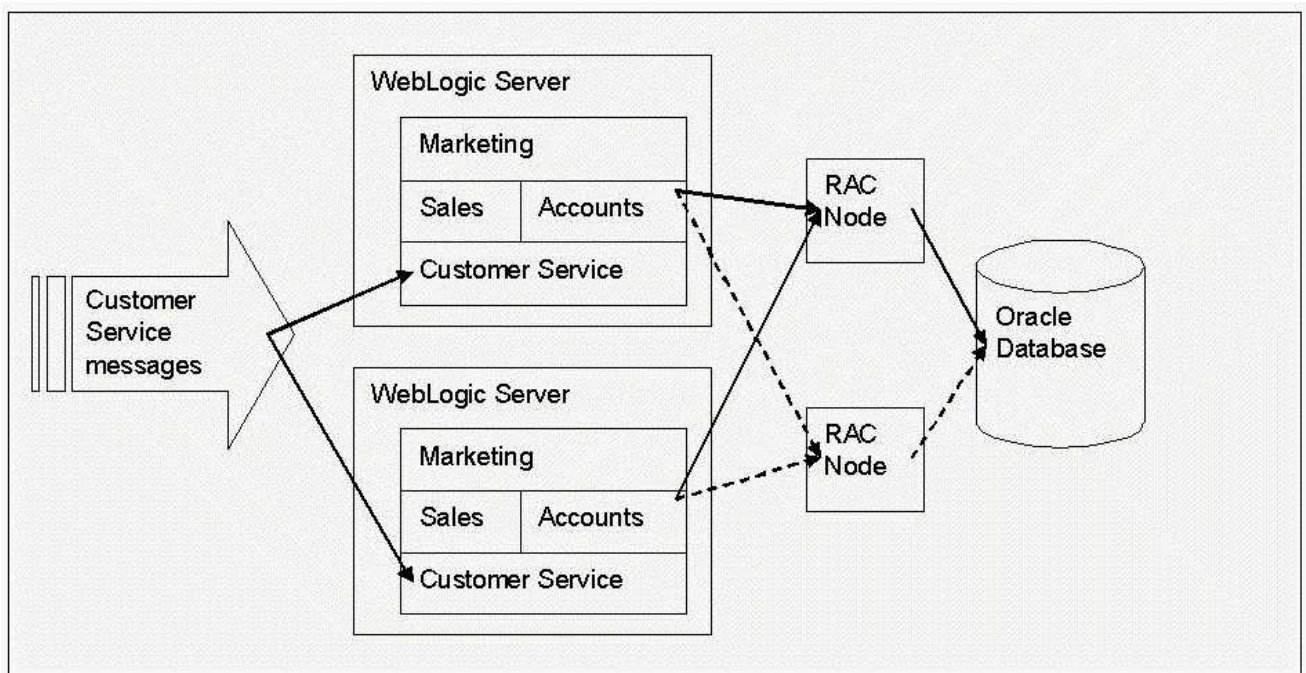 Customer
Service
messages
WebLogic Server
Marketing
Sales
Accounts
Customer Service
WebLogic Server
Marketing
Sales
Accounts
Customer Service
RAC
Node
RAC
Node
Oracle
Database